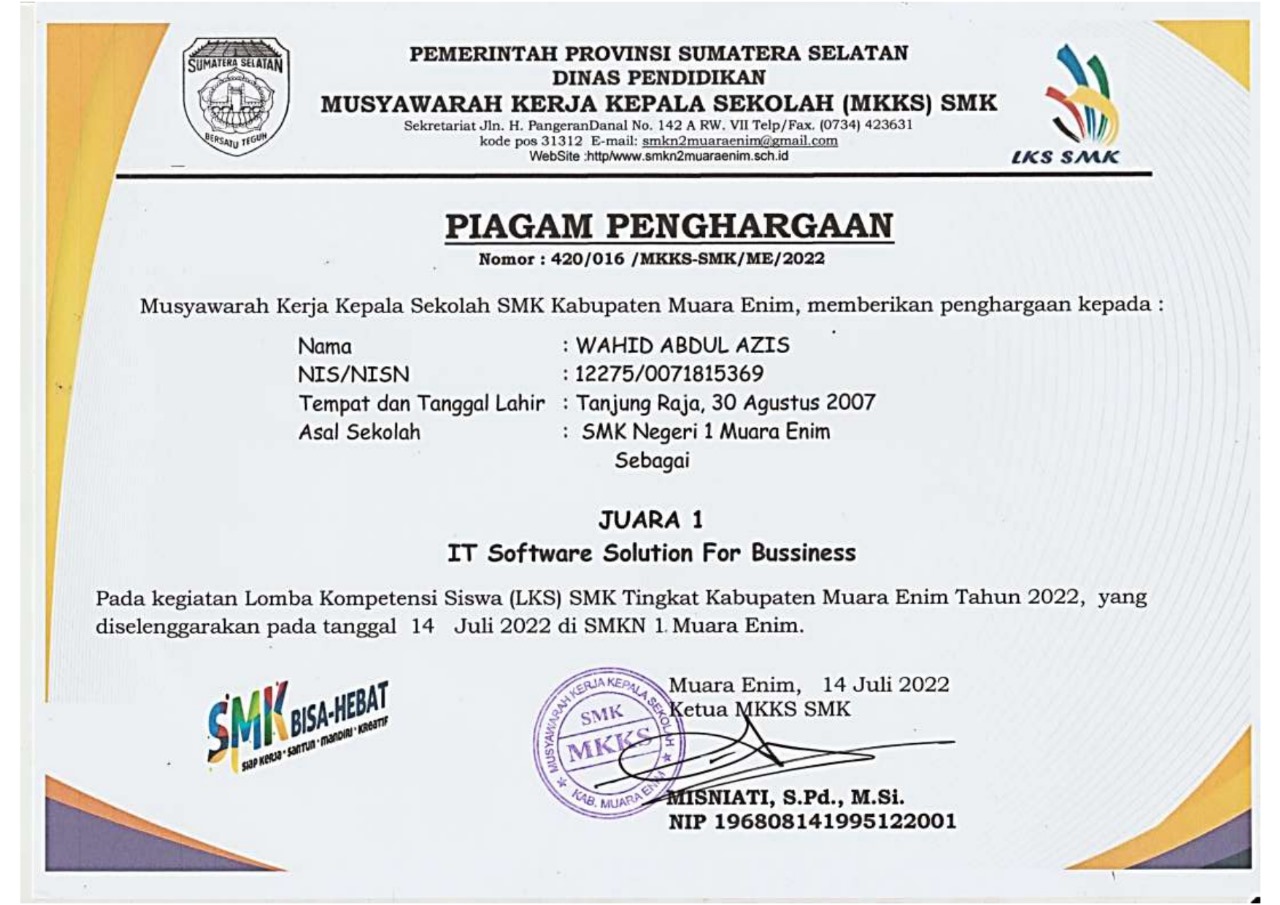 SUMATERA SELATAN
BERSATU TEGUH
PEMERINTAH PROVINSI SUMATERA SELATAN
DINAS PENDIDIKAN
MUSYAWARAH KERJA KEPALA SEKOLAH (MKKS) SMK
Sekretariat Jln. H. PangeranDanal No. 142 A RW. VII Telp/Fax. (0734) 423631
kode pos 31312 E-mail: smkn2muaraenim@gmail.com
WebSite :http/www.smkn2muaraenim.sch.id
LKS SMK
PIAGAM PENGHARGAAN
Nomor : 420/016 /MKKS-SMK/ME/2022
Musyawarah Kerja Kepala Sekolah SMK Kabupaten Muara Enim, memberikan penghargaan kepada :
Nama : WAHID ABDUL AZIS
NIS/NISN : 12275/0071815369
Tempat dan Tanggal Lahir : Tanjung Raja, 30 Agustus 2007
Asal Sekolah : SMK Negeri 1 Muara Enim
Sebagai
JUARA 1
IT Software Solution For Bussiness
Pada kegiatan Lomba Kompetensi Siswa (LKS) SMK Tingkat Kabupaten Muara Enim Tahun 2022, yang
diselenggarakan pada tanggal 14 Juli 2022 di SMKN 1 Muara Enim.
SMK BISA-HEBAT
SIAP KERJA • SANTUN • MANDIRI • KREATIF
MUSYAWARAH KERJA KEPALA SEKOLAH
SMK
MKKS
KAB. MUARA ENIM
Muara Enim, 14 Juli 2022
Ketua MKKS SMK
MISNIATI, S.Pd., M.Si.
NIP 196808141995122001